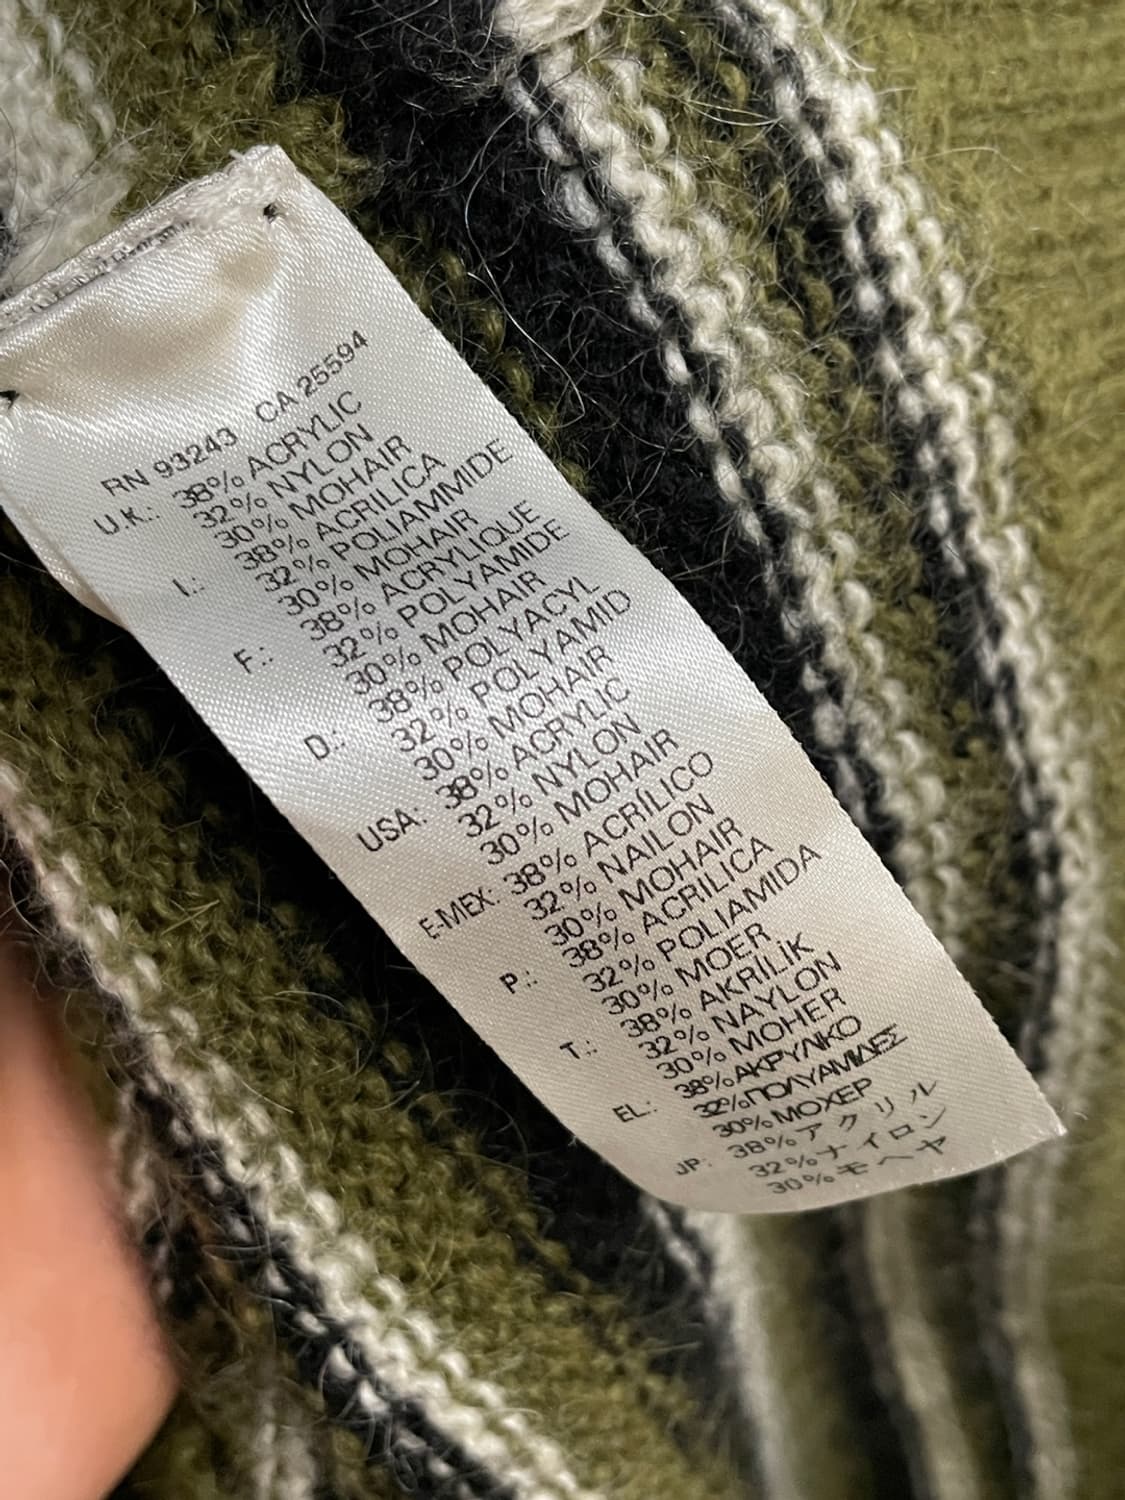 RN 93243 CA 25594
U.K.: 38% ACRYLIC
32% NYLON
30% MOHAIR
I.: 38% ACRILICA
32% POLIAMMIDE
30% MOHAIR
F.: 38% ACRYLIQUE
32% POLYAMIDE
30% MOHAIR
D.: 38% POLYACYL
32% POLYAMID
30% MOHAIR
USA: 38% ACRYLIC
32% NYLON
30% MOHAIR
E-MEX: 38% ACRÍLICO
32% NAILON
30% MOHAIR
P.: 38% ACRILICA
32% POLIAMIDA
30% MOER
T.: 38% AKRİLİK
32% NAYLON
30% MOHER
EL.: 38% ΑΚΡΥΛΙΚΟ
32% ΠΟΛΥΑΜΙΔΕΣ
30% ΜΟΧΕΡ
JP: 38% アクリル
32% ナイロン
30% モヘヤ